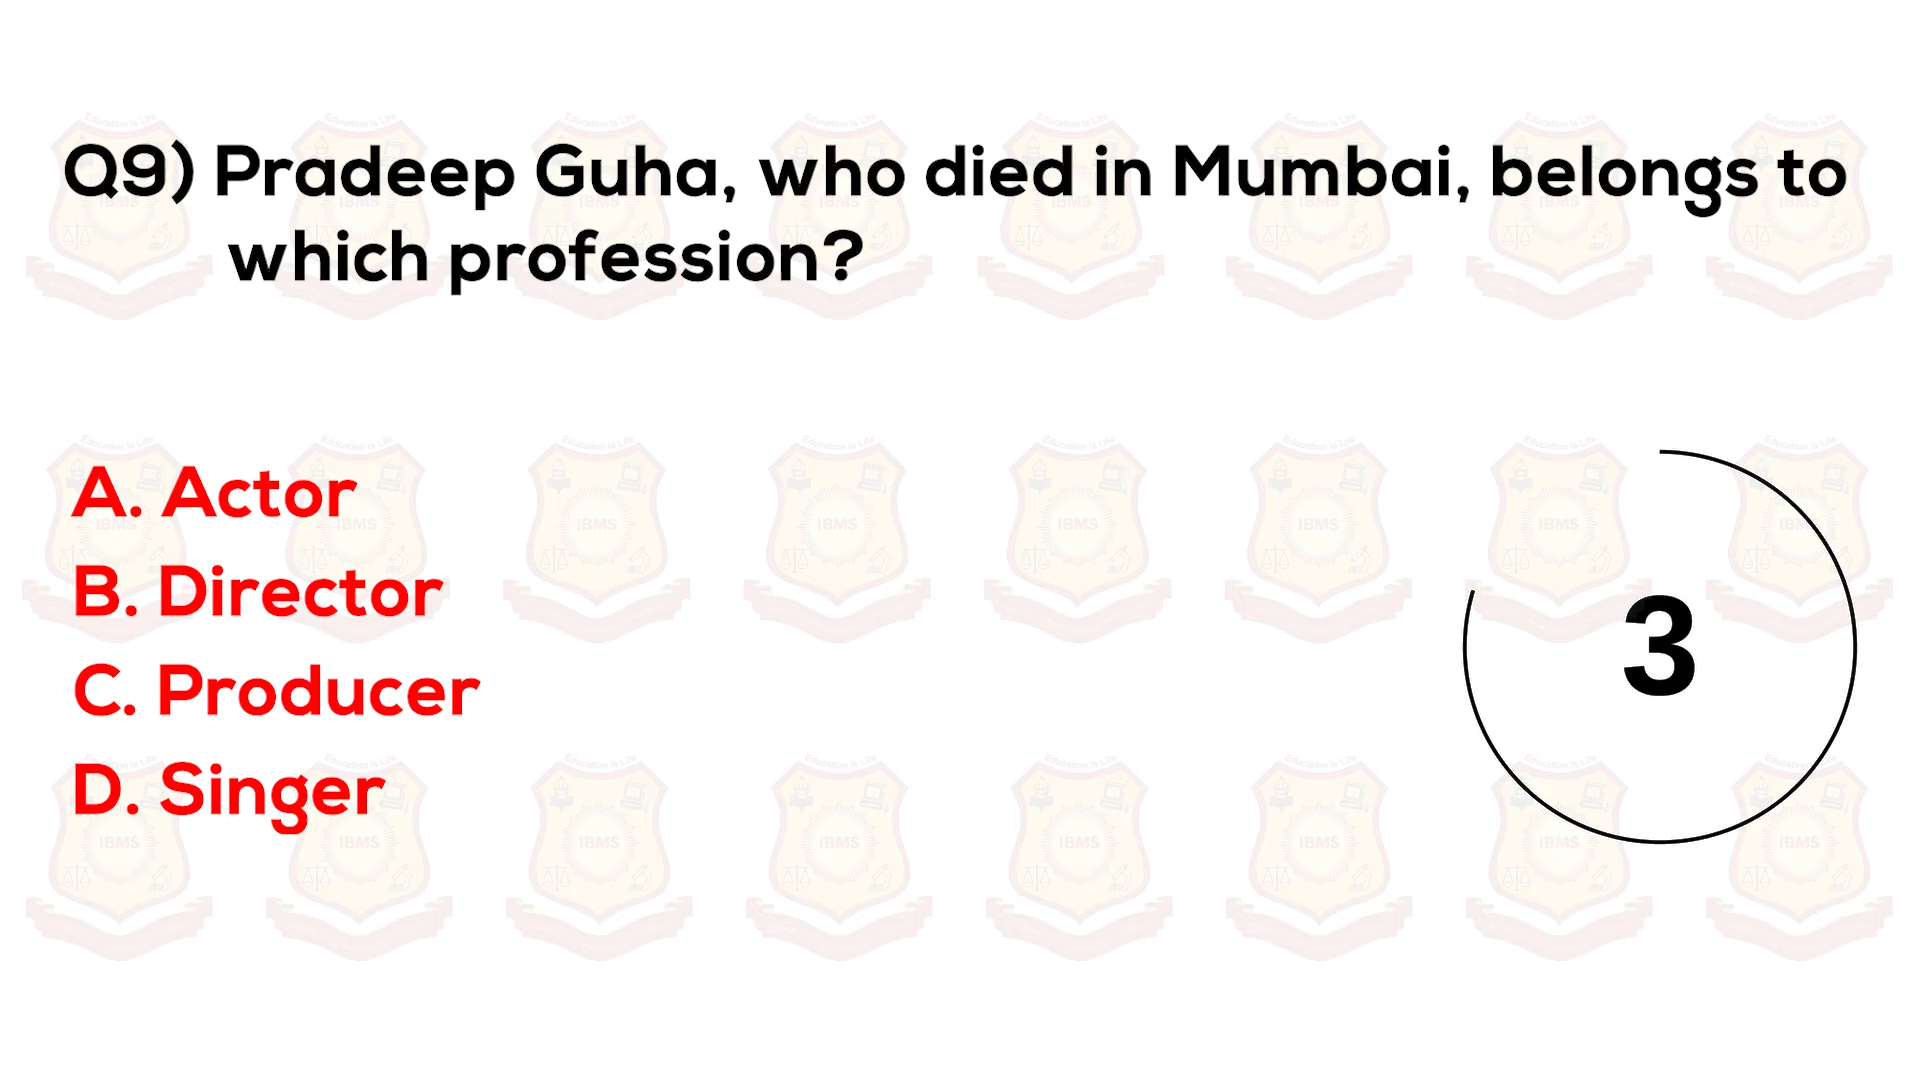 Q9) Pradeep Guha, who died in Mumbai, belongs to
which profession?
A. Actor
B. Director
C. Producer
D. Singer
3